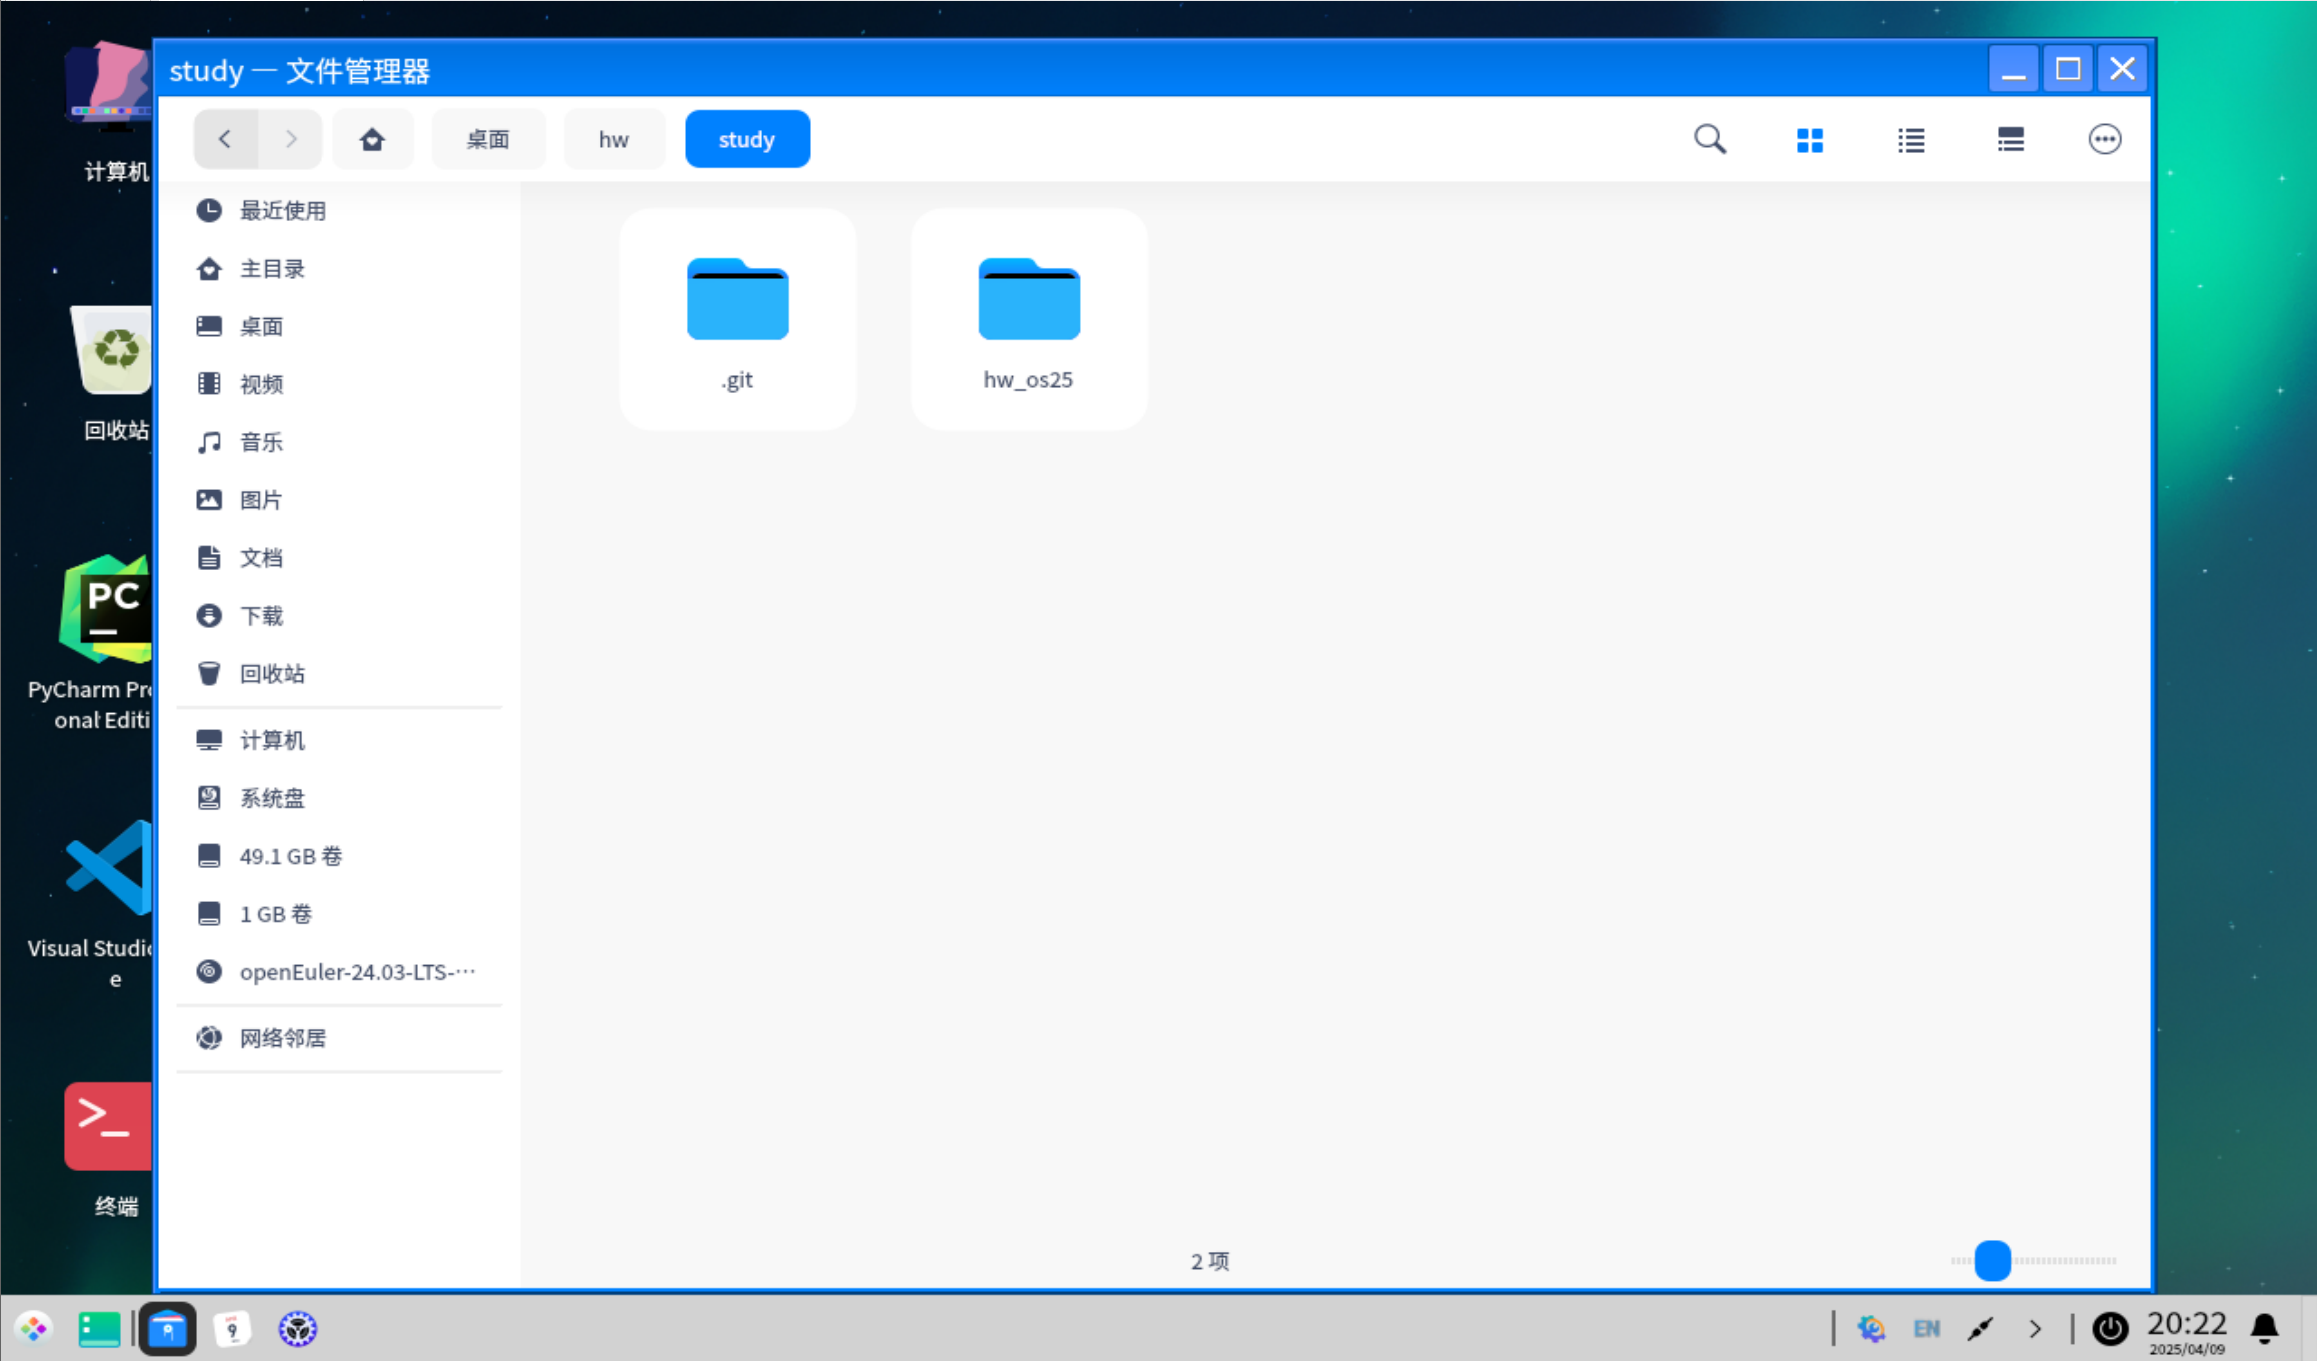 study — 文件管理器
桌面
hw
study
计算机
回收站
PC
PyCharm Pr
onal Editi
Visual Studi
e
>_
终端
最近使用
主目录
桌面
视频
音乐
图片
文档
下载
回收站
计算机
系统盘
49.1 GB 卷
1 GB 卷
openEuler-24.03-LTS-···
网络邻居
.git
hw_os25
2 项
9
EN
20:22
2025/04/09